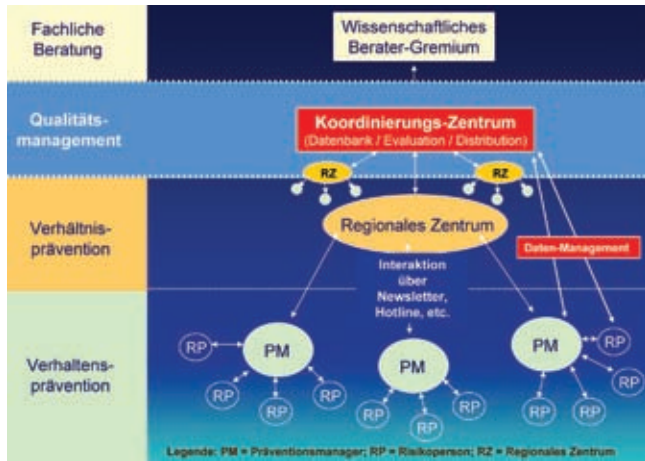 Fachliche
Beratung
Wissenschaftliches
Berater-Gremium
Qualitäts-
management
Koordinierungs-Zentrum
(Datenbank / Evaluation / Distribution)
RZ
RZ
Verhältnis-
prävention
Regionales Zentrum
Daten-Management
Interaktion
über
Newsletter,
Hotline, etc.
Verhaltens-
prävention
RP
PM
RP
RP
RP
PM
RP
RP
RP
PM
RP
RP
RP
RP
Legende: PM = Präventionsmanager; RP = Risikoperson; RZ = Regionales Zentrum